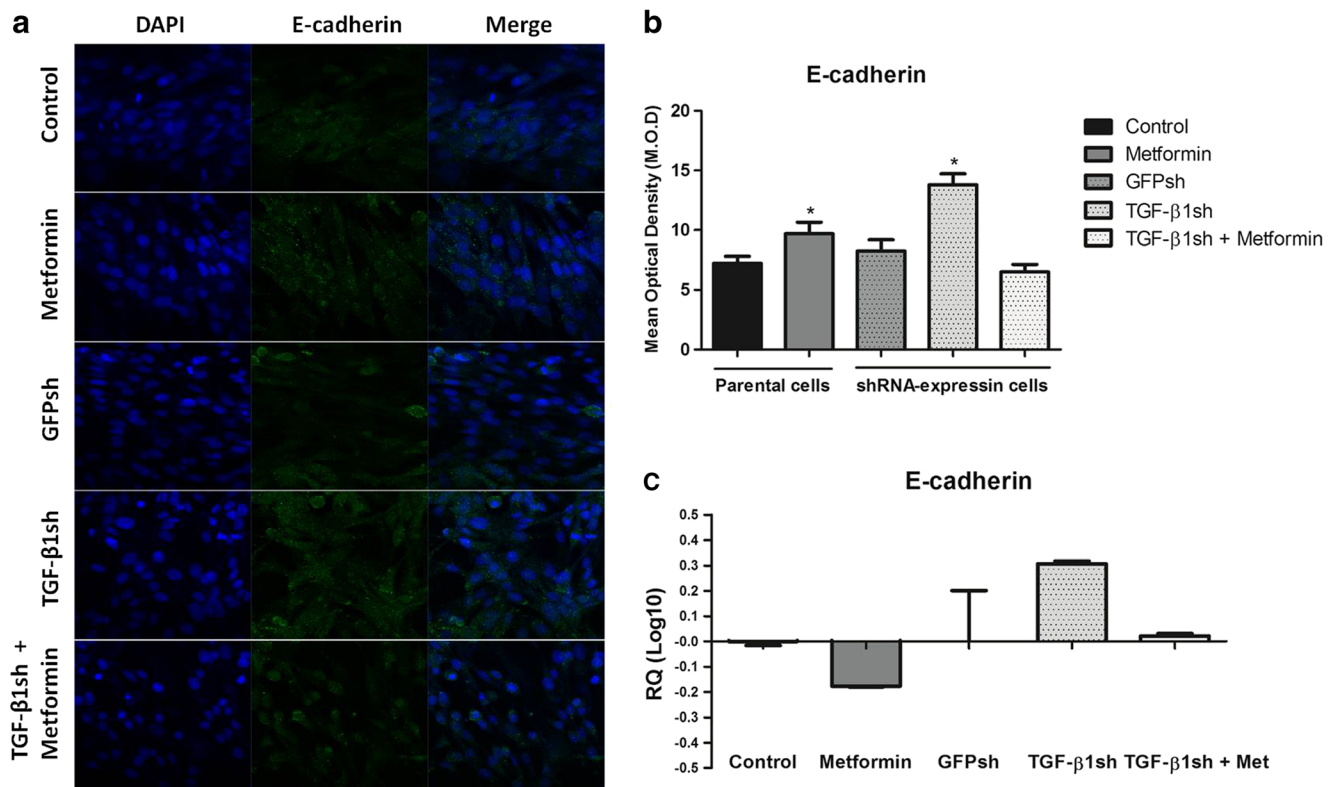 a
DAPI E-cadherin Merge
Control
Metformin
GFPsh
TGF-β1sh
TGF-β1sh +
Metformin
b
E-cadherin
Mean Optical Density (M.O.D)
20
15
10
5
0
*
*
Parental cells
shRNA-expressin cells
Control
Metformin
GFPsh
TGF-β1sh
TGF-β1sh + Metformin
c
E-cadherin
RQ (Log10)
0.5
0.4
0.3
0.2
0.1
-0.0
-0.1
-0.2
-0.3
-0.4
-0.5
Control Metformin GFPsh TGF-β1sh TGF-β1sh + Met